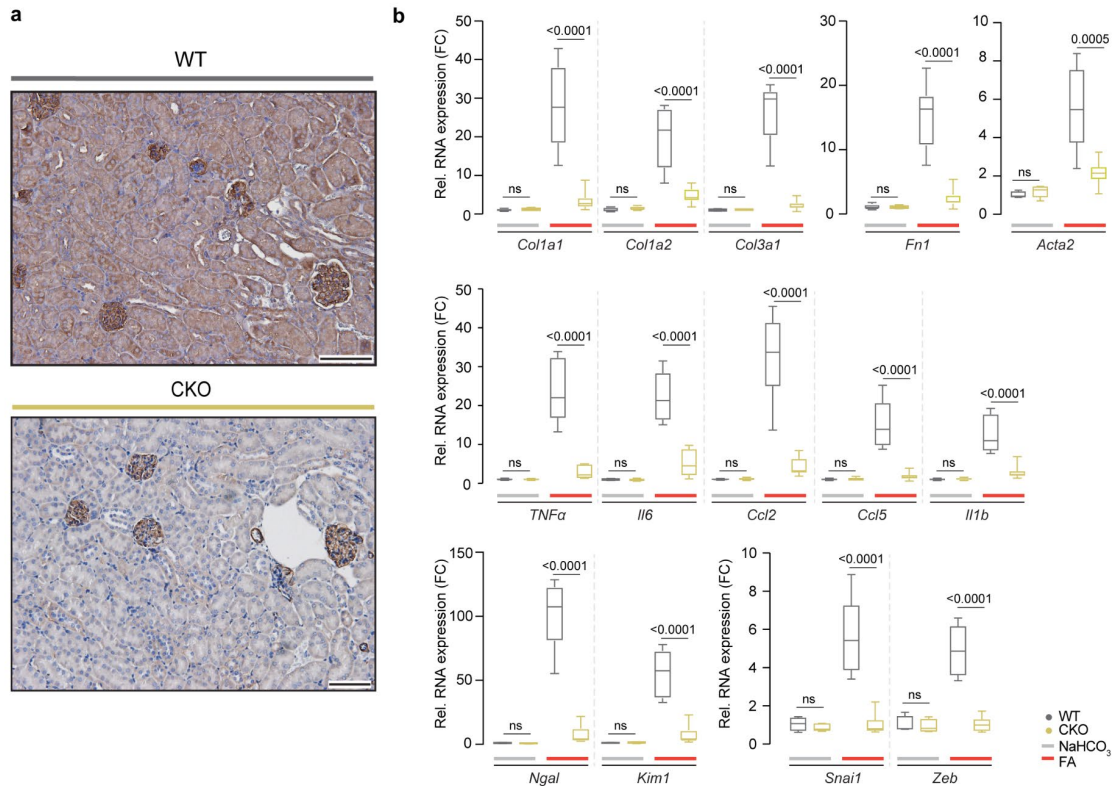 a
WT
CKO
b
Rel. RNA expression (FC)
50
40
30
20
10
0
<0.0001
<0.0001
<0.0001
ns
ns
ns
Col1a1
Col1a2
Col3a1
50
40
30
20
10
0
<0.0001
ns
Fn1
10
8
6
4
2
0
0.0005
ns
Acta2
Rel. RNA expression (FC)
50
40
30
20
10
0
<0.0001
<0.0001
<0.0001
<0.0001
<0.0001
ns
ns
ns
ns
ns
TNFα
Il6
Ccl2
Ccl5
Il1b
Rel. RNA expression (FC)
150
100
50
0
<0.0001
<0.0001
ns
ns
Ngal
Kim1
Rel. RNA expression (FC)
10
8
6
4
2
0
<0.0001
<0.0001
ns
ns
Snai1
Zeb
WT
CKO
NaHCO₃
FA